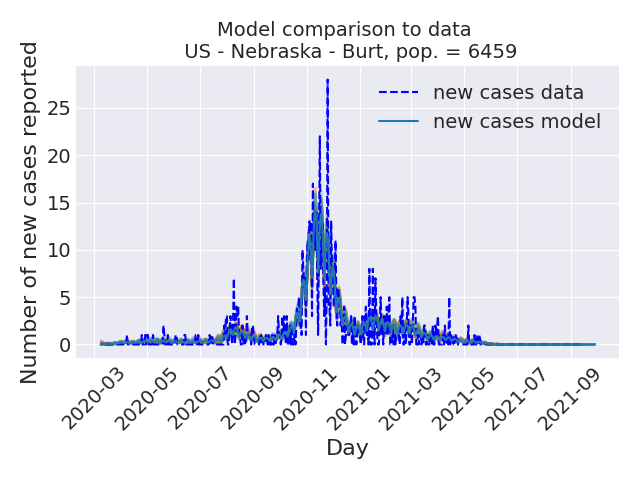 Model comparison to data
US - Nebraska - Burt, pop. = 6459
new cases data
new cases model
Number of new cases reported
25
20
15
10
5
0
2020-03
2020-05
2020-07
2020-09
2020-11
2021-01
2021-03
2021-05
2021-07
2021-09
Day